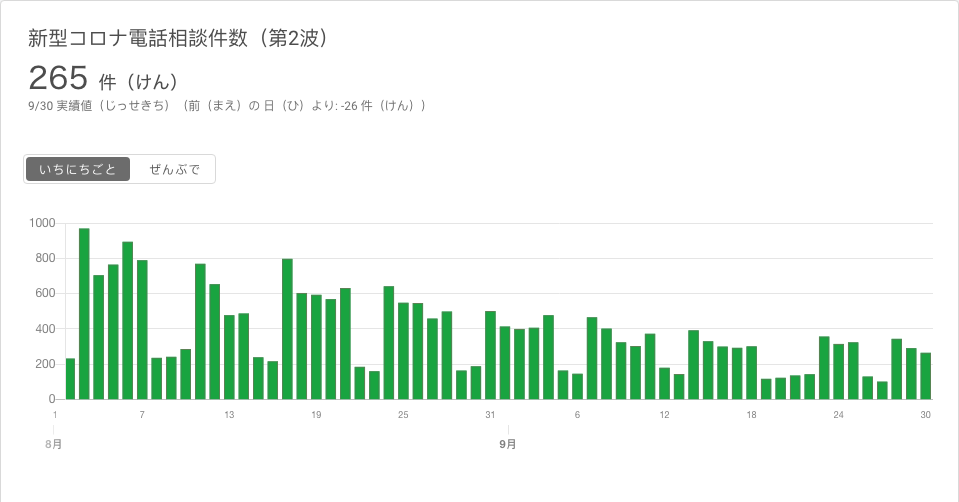 新型コロナ電話相談件数（第2波）
265 件（けん）
9/30 実績値（じっせきち）（前（まえ）の 日（ひ）より: -26 件（けん））
いちにちごと ぜんぶで
1000
800
600
400
200
0
1 7 13 19 25 31 6 12 18 24 30
8月 9月